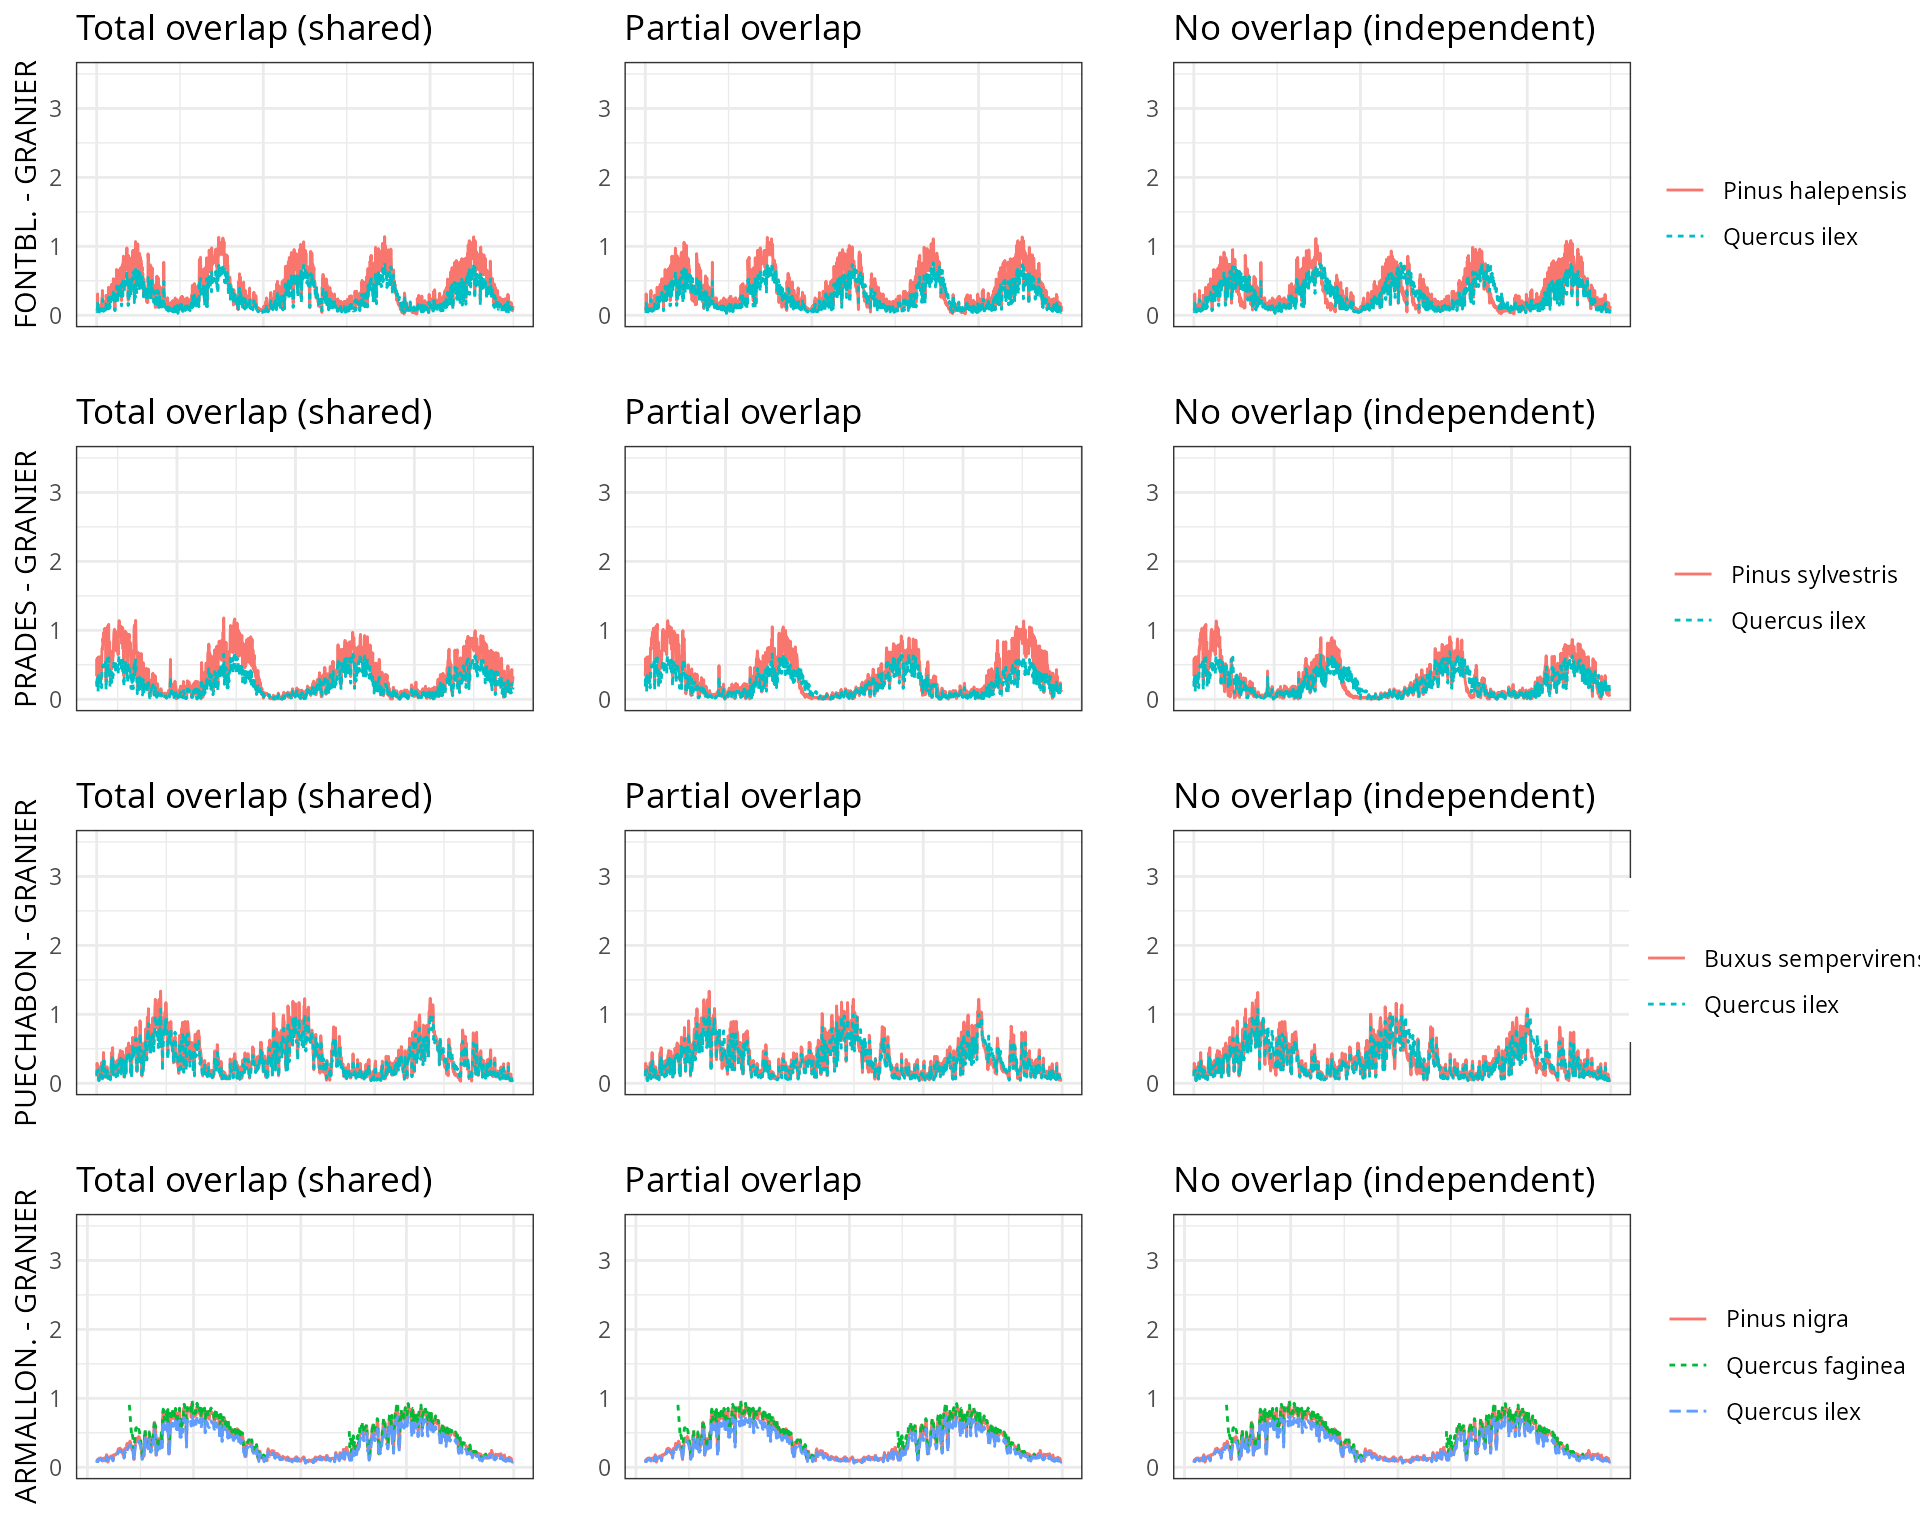 Total overlap (shared)
Partial overlap
No overlap (independent)
FONTBL. - GRANIER
3
2
1
0
3
2
1
0
3
2
1
0
Pinus halepensis
Quercus ilex
Total overlap (shared)
Partial overlap
No overlap (independent)
PRADES - GRANIER
3
2
1
0
3
2
1
0
3
2
1
0
Pinus sylvestris
Quercus ilex
Total overlap (shared)
Partial overlap
No overlap (independent)
PUECHABON - GRANIER
3
2
1
0
3
2
1
0
3
2
1
0
Buxus sempervirens
Quercus ilex
Total overlap (shared)
Partial overlap
No overlap (independent)
ARMALLON. - GRANIER
3
2
1
0
3
2
1
0
3
2
1
0
Pinus nigra
Quercus faginea
Quercus ilex